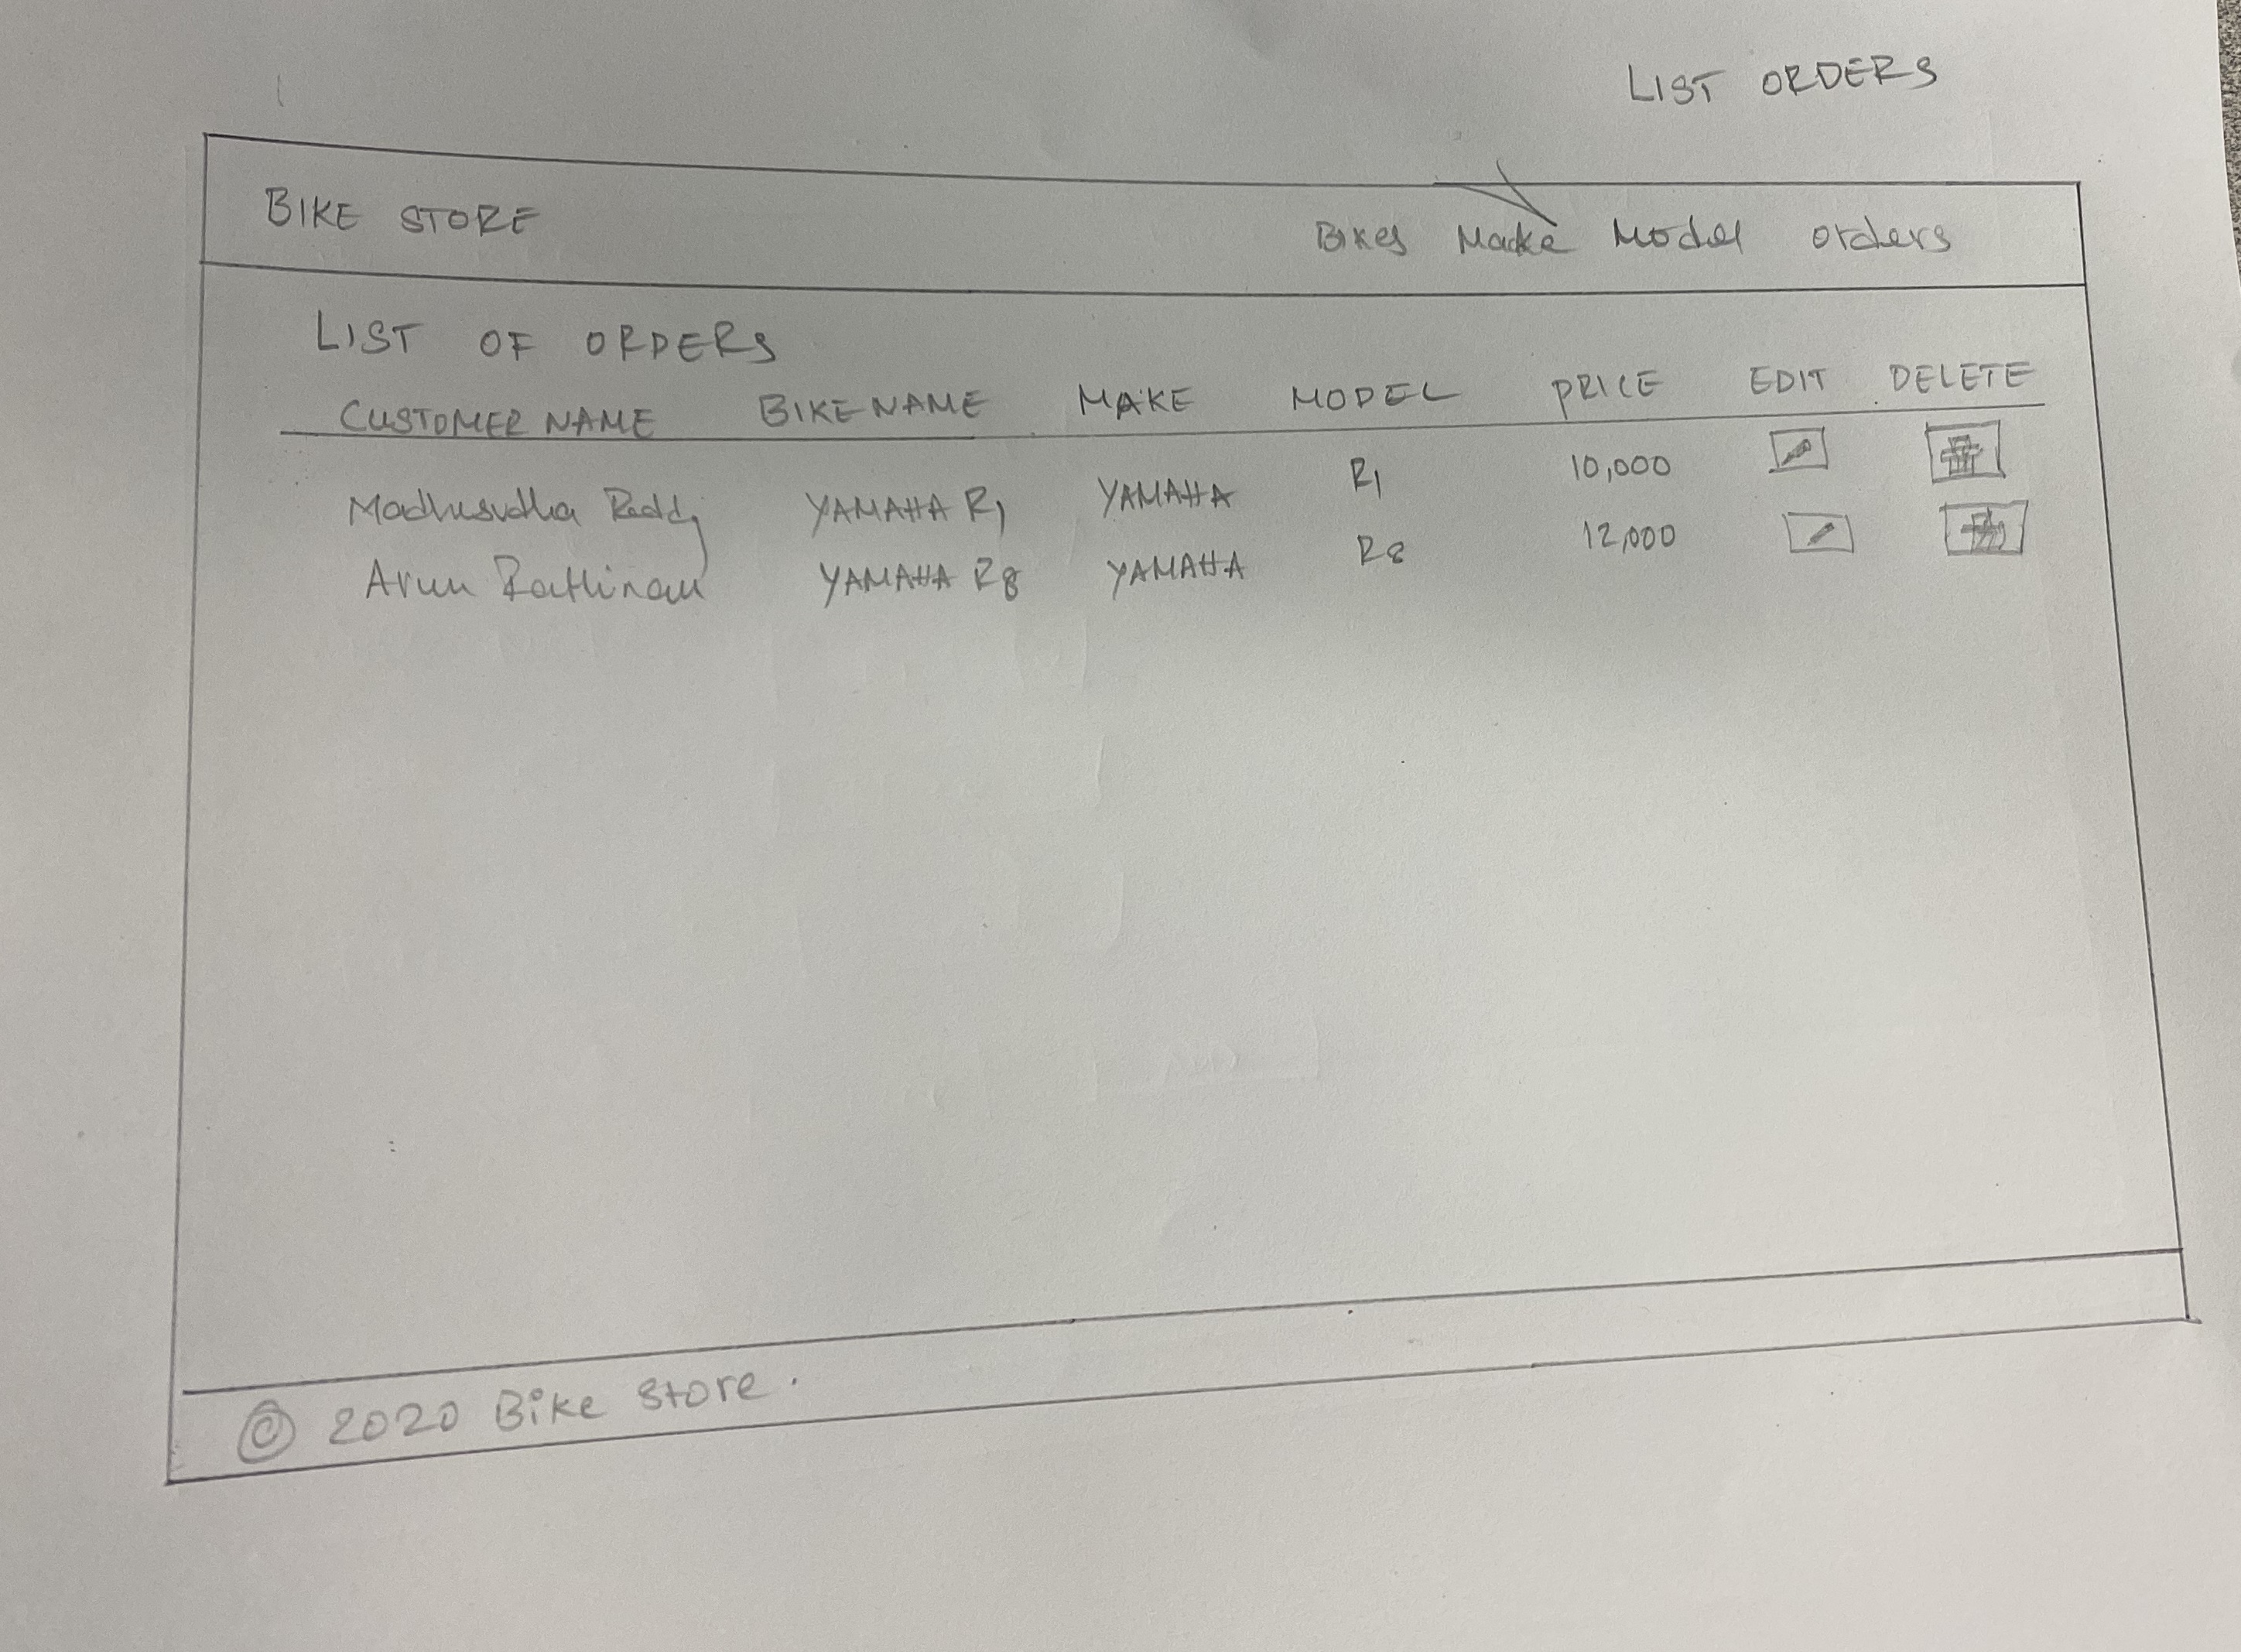 LIST ORDERS
BIKE STORE Bikes Make Model orders
LIST OF ORDERS
CUSTOMER NAME BIKE NAME MAKE MODEL PRICE EDIT DELETE
Madhusudha Reddy YAMAHA R1 YAMAHA R1 10,000
Arun Rathinam YAMAHA R8 YAMAHA R8 12,000
© 2020 Bike Store.